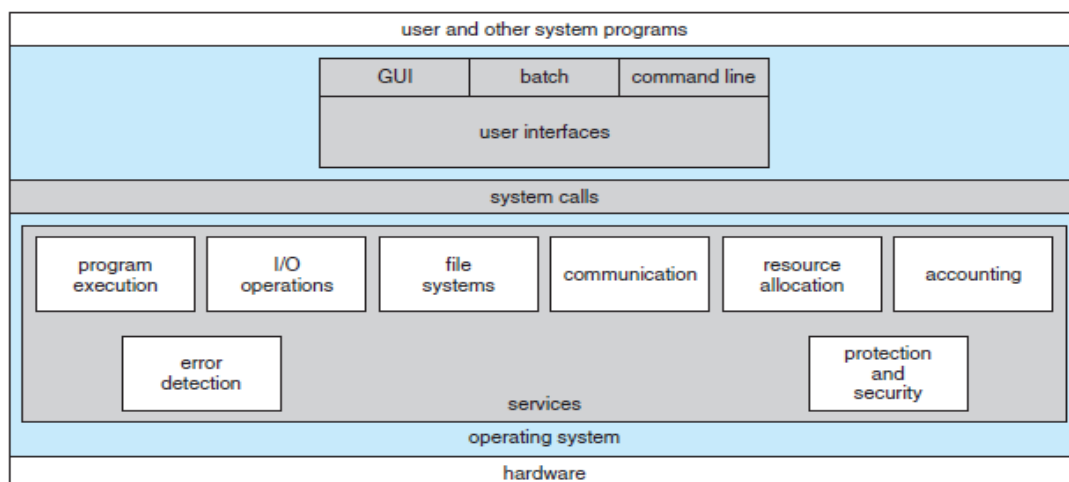 user and other system programs
GUI batch command line
user interfaces
system calls
program
execution
I/O
operations
file
systems
communication
resource
allocation
accounting
error
detection
protection
and
security
services
operating system
hardware